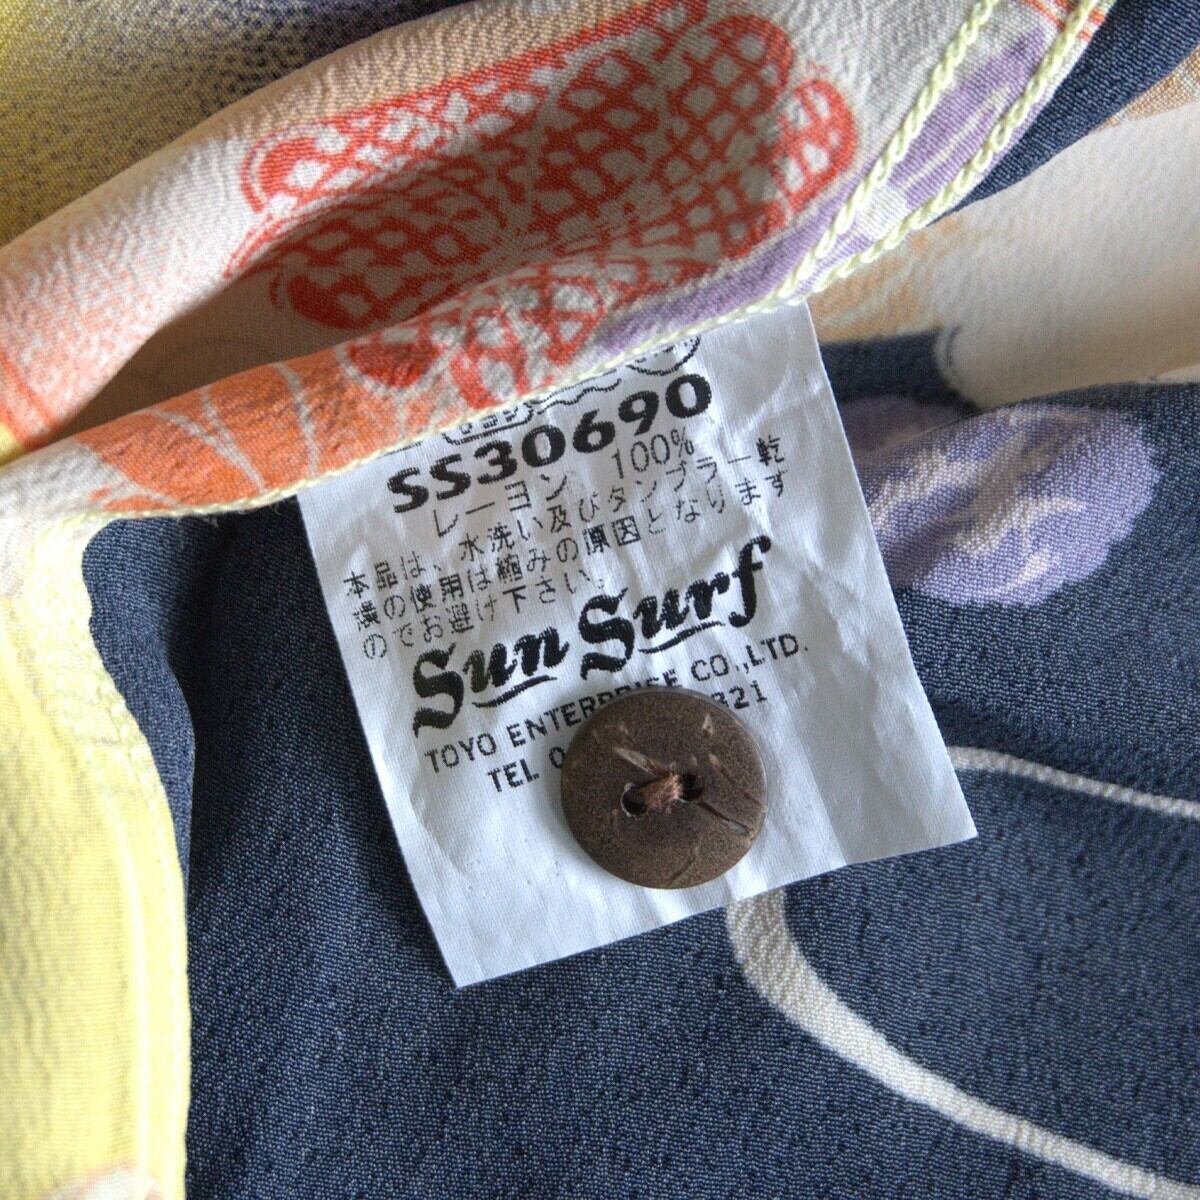 SS30690
レーヨン 100%
本品は、水洗い及びタンブラー乾
燥の使用は縮みの原因となります
のでお避け下さい。
Sun Surf
TOYO ENTERPRISE CO.,LTD.
TEL